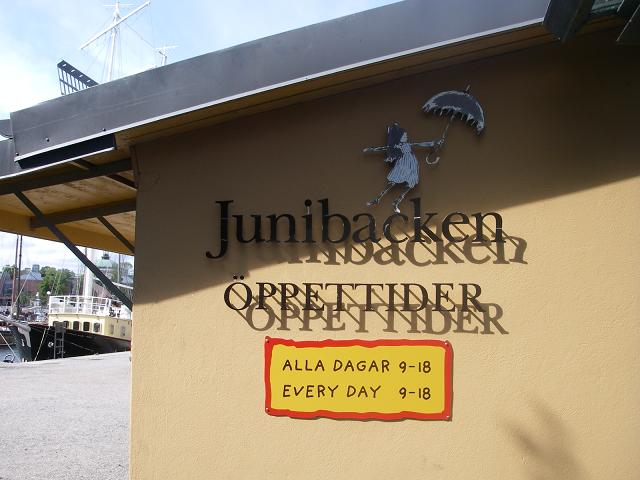 Junibacken
ÖPPETTIDER
ALLA DAGAR 9-18
EVERY DAY 9-18